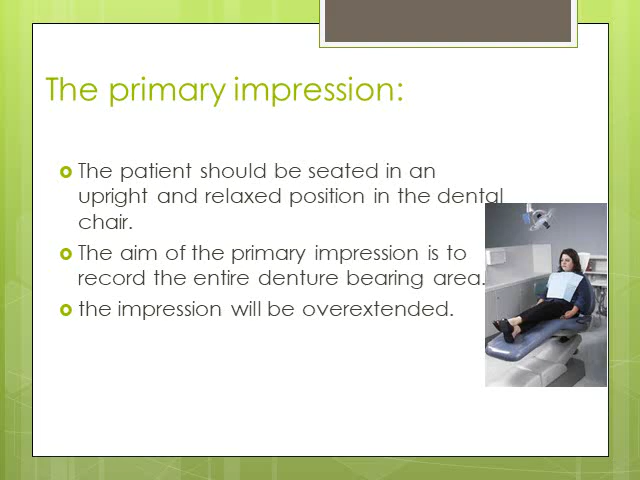 The primary impression:
The patient should be seated in an
upright and relaxed position in the dental
chair.
The aim of the primary impression is to
record the entire denture bearing area.
the impression will be overextended.